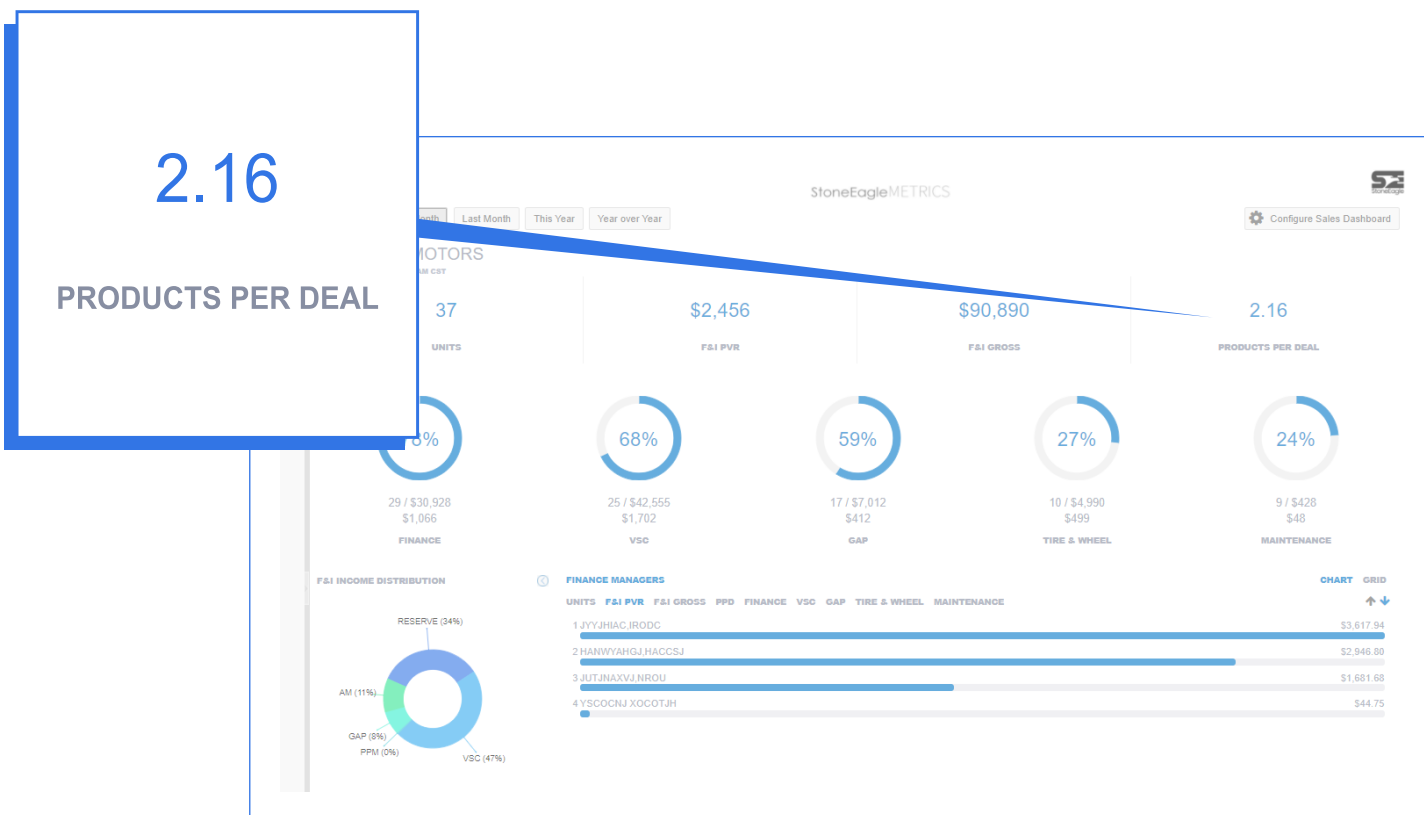 2.16
PRODUCTS PER DEAL
StoneEagleMETRICS
StoneEagle
Last Month
This Year
Year over Year
Configure Sales Dashboard
MOTORS
AM CST
37
UNITS
$2,456
F&I PVR
$90,890
F&I GROSS
2.16
PRODUCTS PER DEAL
8%
29 / $30,928
$1,066
FINANCE
68%
25 / $42,555
$1,702
VSC
59%
17 / $7,012
$412
GAP
27%
10 / $4,990
$499
TIRE & WHEEL
24%
9 / $428
$48
MAINTENANCE
F&I INCOME DISTRIBUTION
RESERVE (34%)
AM (11%)
GAP (8%)
PPM (0%)
VSC (47%)
FINANCE MANAGERS
CHART GRID
UNITS F&I PVR F&I GROSS PPD FINANCE VSC GAP TIRE & WHEEL MAINTENANCE
1 JYYJHIAC,IRODC $3,617.94
2 HANWYAHGJ,HACCSJ $2,946.80
3 JUTJNAXVJ,NROU $1,681.68
4 YSCOCNJ XOCOTJH $44.75